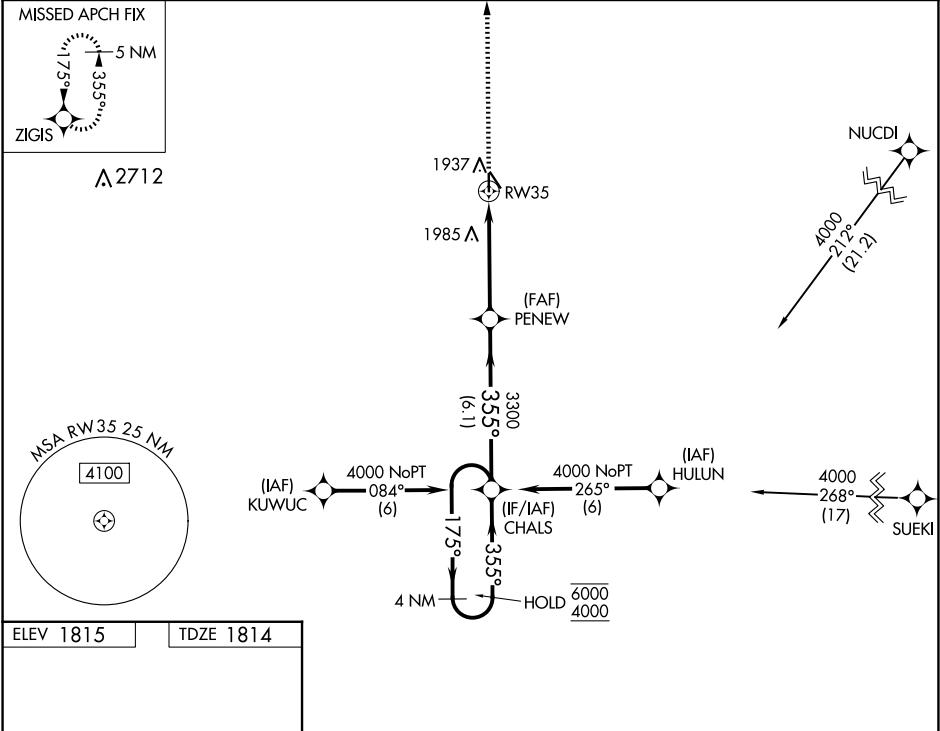 MISSED APCH FIX
5 NM
175°
355°
ZIGIS
2712
1937
RW35
1985
NUCDI
4000
212°
(21.2)
(FAF)
PENEW
3300
355°
(6.1)
MSA RW35 25 NM
4100
(IAF)
KUWUC
4000 NoPT
084°
(6)
4000 NoPT
265°
(6)
(IAF)
HULUN
(IF/IAF)
CHALS
4000
268°
(17)
SUEKI
175°
355°
4 NM
HOLD
6000
4000
ELEV 1815
TDZE 1814